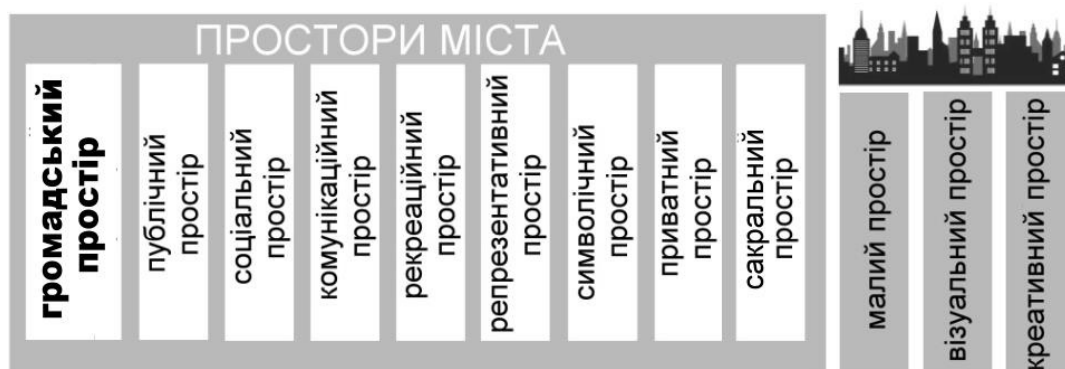 ПРОСТОРИ МІСТА
громадський
простір
публічний
простір
соціальний
простір
комунікаційний
простір
рекреаційний
простір
репрезентативний
простір
символічний
простір
приватний
простір
сакральний
простір
малий простір
візуальний простір
креативний простір